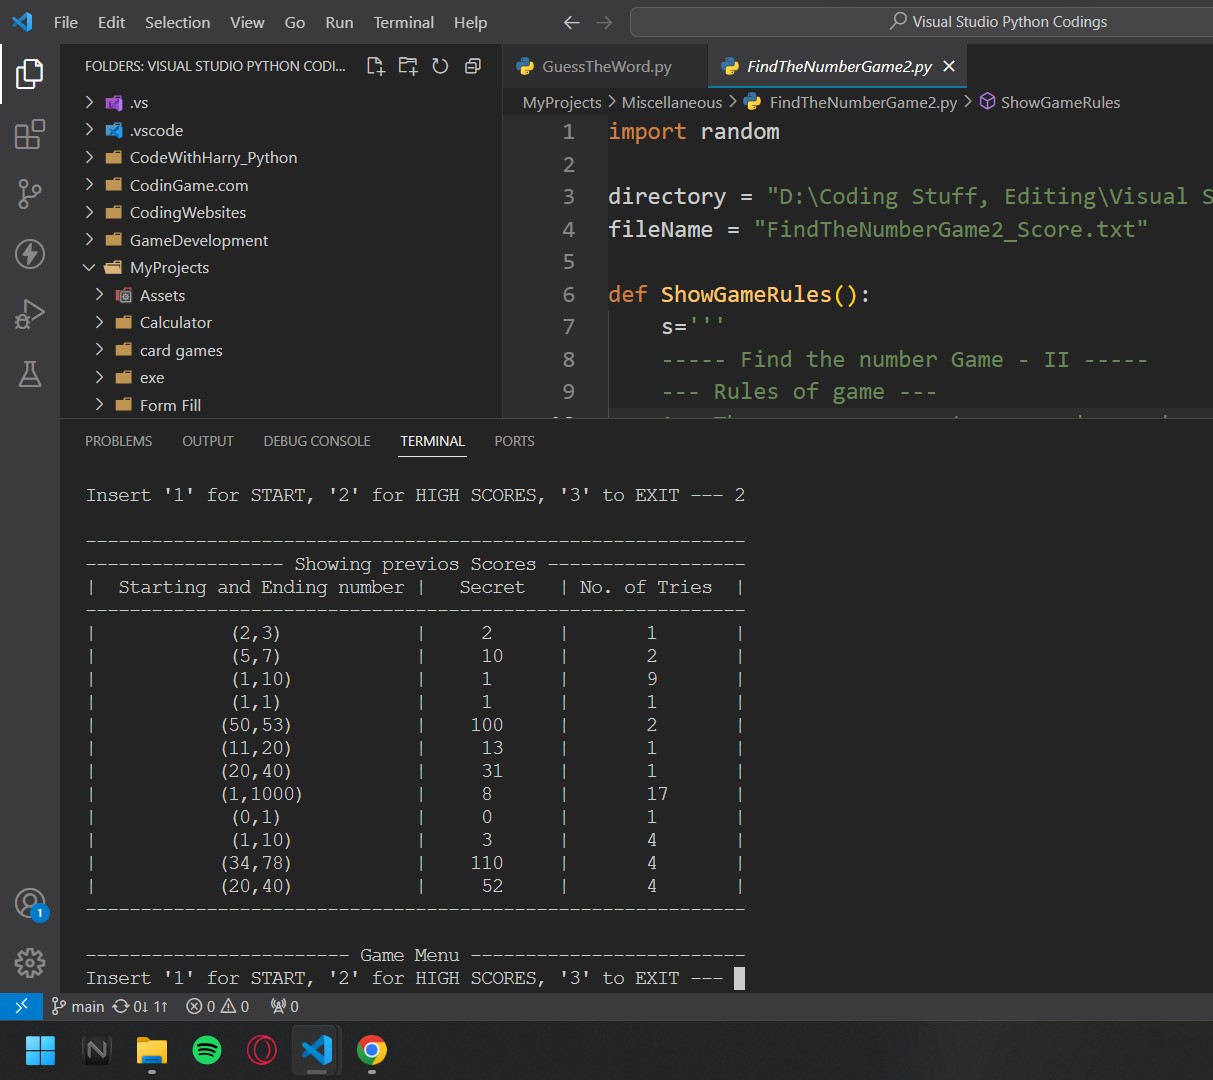 File Edit Selection View Go Run Terminal Help
Visual Studio Python Codings
FOLDERS: VISUAL STUDIO PYTHON CODI...
.vs
.vscode
CodeWithHarry_Python
CodinGame.com
CodingWebsites
GameDevelopment
MyProjects
Assets
Calculator
card games
exe
Form Fill
GuessTheWord.py
FindTheNumberGame2.py
MyProjects > Miscellaneous > FindTheNumberGame2.py > ShowGameRules
1 import random
2
3 directory = "D:\Coding Stuff, Editing\Visual S
4 fileName = "FindTheNumberGame2_Score.txt"
5
6 def ShowGameRules():
7 s='''
8 ----- Find the number Game - II -----
9 --- Rules of game ---
PROBLEMS OUTPUT DEBUG CONSOLE TERMINAL PORTS
Insert '1' for START, '2' for HIGH SCORES, '3' to EXIT --- 2
------------------------------------------------------------
------------------ Showing previos Scores ------------------
| Starting and Ending number | Secret | No. of Tries |
------------------------------------------------------------
| (2,3) | 2 | 1 |
| (5,7) | 10 | 2 |
| (1,10) | 1 | 9 |
| (1,1) | 1 | 1 |
| (50,53) | 100 | 2 |
| (11,20) | 13 | 1 |
| (20,40) | 31 | 1 |
| (1,1000) | 8 | 17 |
| (0,1) | 0 | 1 |
| (1,10) | 3 | 4 |
| (34,78) | 110 | 4 |
| (20,40) | 52 | 4 |
------------------------------------------------------------
------------------------ Game Menu -------------------------
Insert '1' for START, '2' for HIGH SCORES, '3' to EXIT ---
1
main 0↓ 1↑ 0 0 0